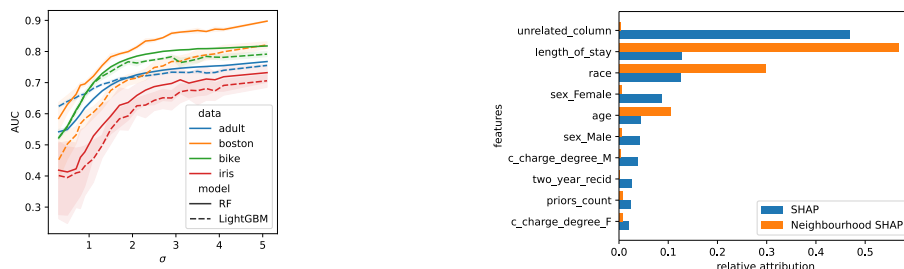 0.9
0.8
0.7
0.6
0.5
0.4
0.3
AUC
data
adult
boston
bike
iris
model
RF
LightGBM
1 2 3 4 5
σ
features
unrelated_column
length_of_stay
race
sex_Female
age
sex_Male
c_charge_degree_M
two_year_recid
priors_count
c_charge_degree_F
SHAP
Neighbourhood SHAP
0.0 0.1 0.2 0.3 0.4 0.5
relative attribution